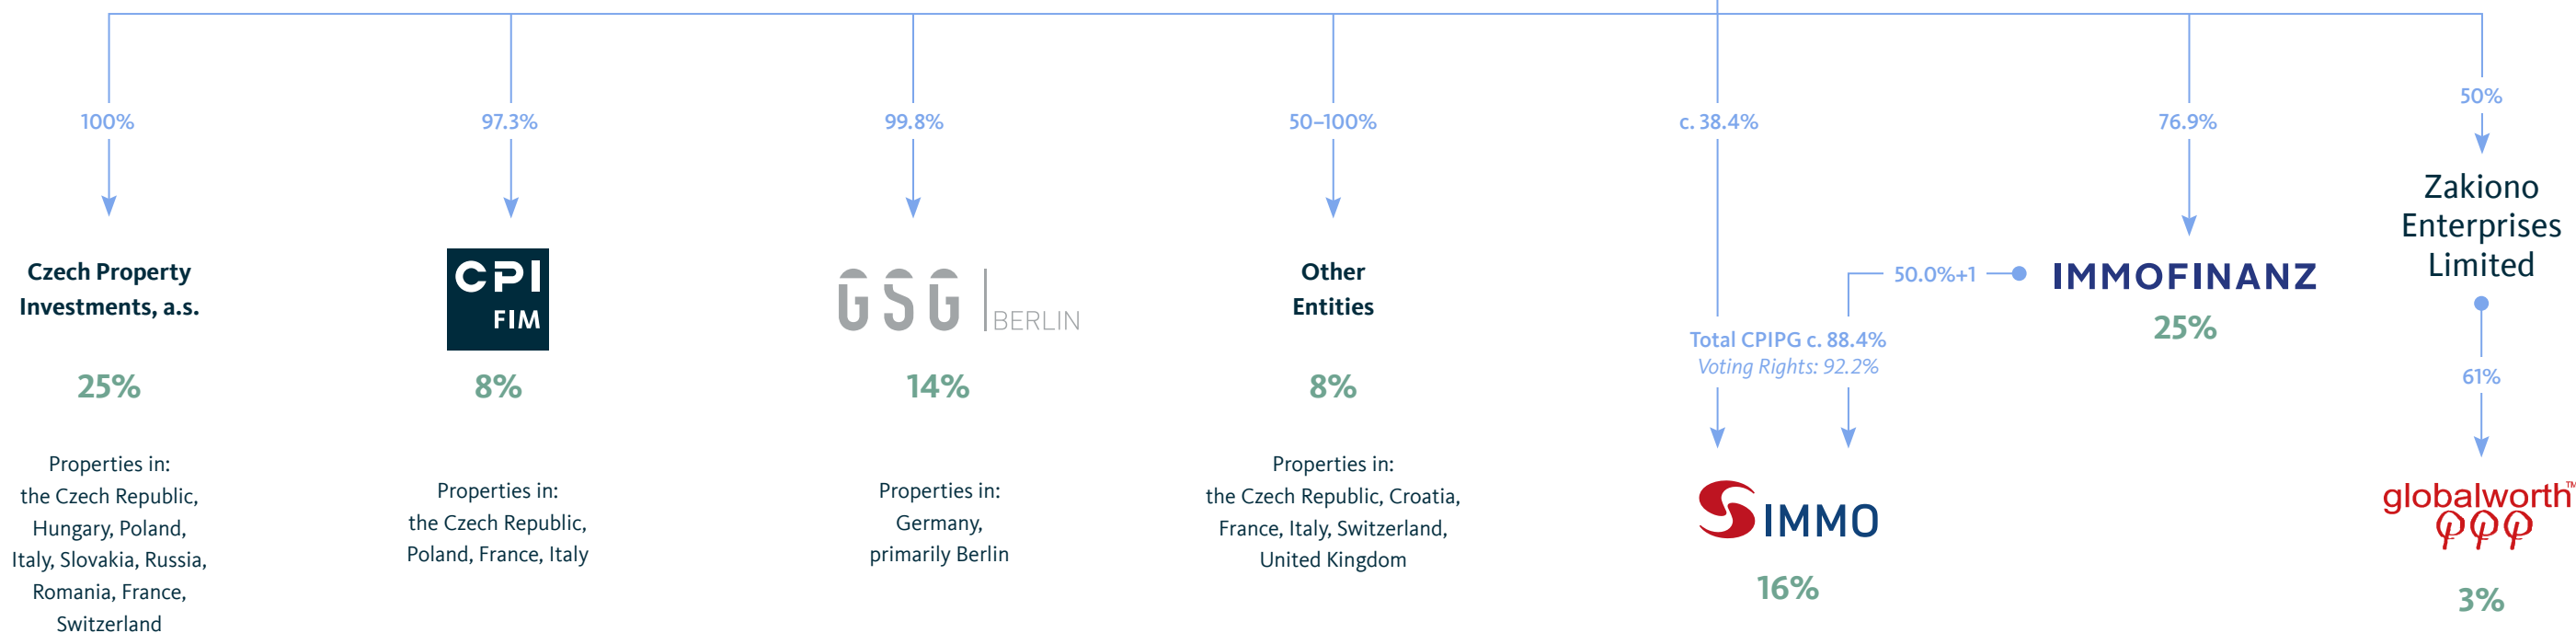 100%
97.3%
99.8%
50–100%
c. 38.4%
76.9%
50%
Czech Property
Investments, a.s.
25%
Properties in:
the Czech Republic,
Hungary, Poland,
Italy, Slovakia, Russia,
Romania, France,
Switzerland
CPI
FIM
8%
Properties in:
the Czech Republic,
Poland, France, Italy
GSG BERLIN
14%
Properties in:
Germany,
primarily Berlin
Other
Entities
8%
Properties in:
the Czech Republic, Croatia,
France, Italy, Switzerland,
United Kingdom
50.0%+1
Total CPIPG c. 88.4%
Voting Rights: 92.2%
S IMMO
16%
IMMOFINANZ
25%
Zakiono
Enterprises
Limited
61%
globalworth™
3%